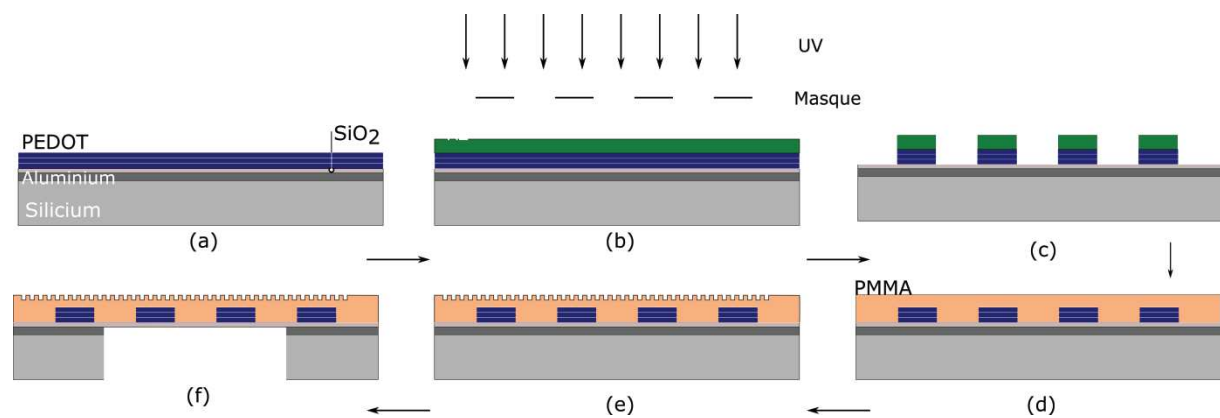 UV
Masque
PEDOT
SiO2
Aluminium
Silicium
(a)
(b)
(c)
PMMA
(f)
(e)
(d)